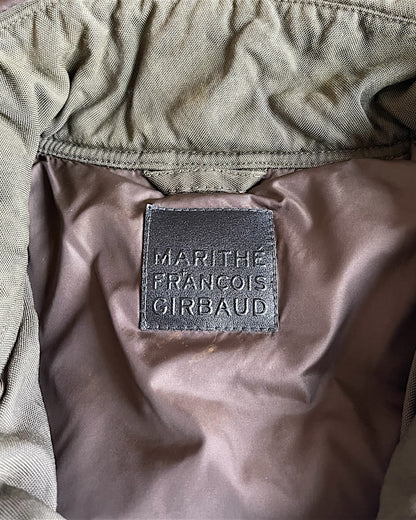 MARITHÉ
+
FRANÇOIS
GIRBAUD